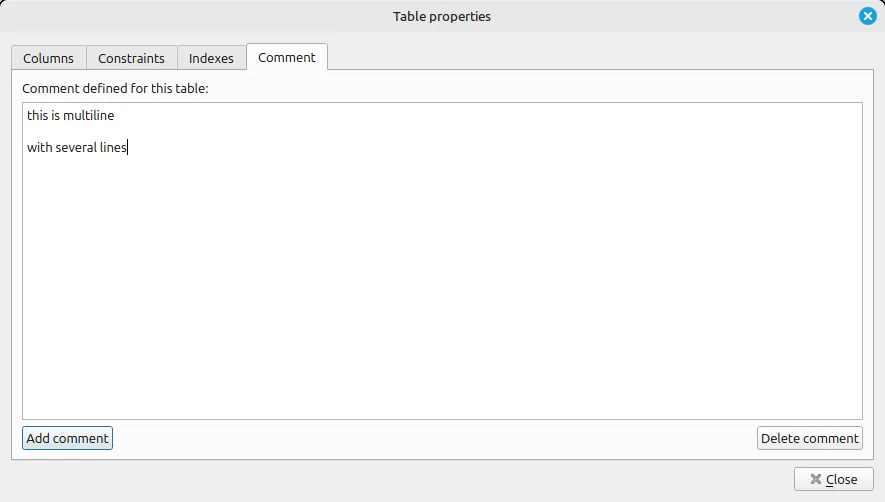 Table properties
Columns Constraints Indexes Comment
Comment defined for this table:
this is multiline
with several lines
Add comment Delete comment
Close